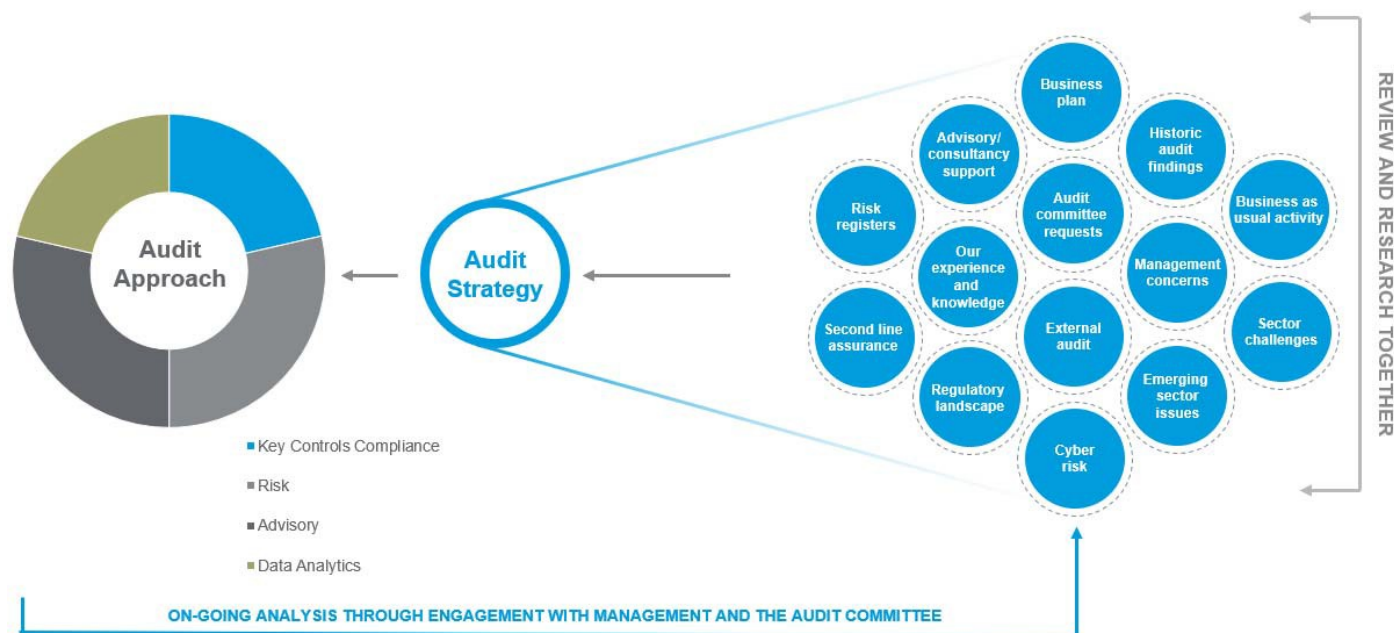 Audit
Approach
Key Controls Compliance
Risk
Advisory
Data Analytics
Audit
Strategy
Business
plan
Advisory/
consultancy
support
Historic
audit
findings
Risk
registers
Audit
committee
requests
Business as
usual activity
Our
experience
and
knowledge
Management
concerns
Second line
assurance
External
audit
Sector
challenges
Regulatory
landscape
Emerging
sector
issues
Cyber
risk
REVIEW AND RESEARCH TOGETHER
ON-GOING ANALYSIS THROUGH ENGAGEMENT WITH MANAGEMENT AND THE AUDIT COMMITTEE